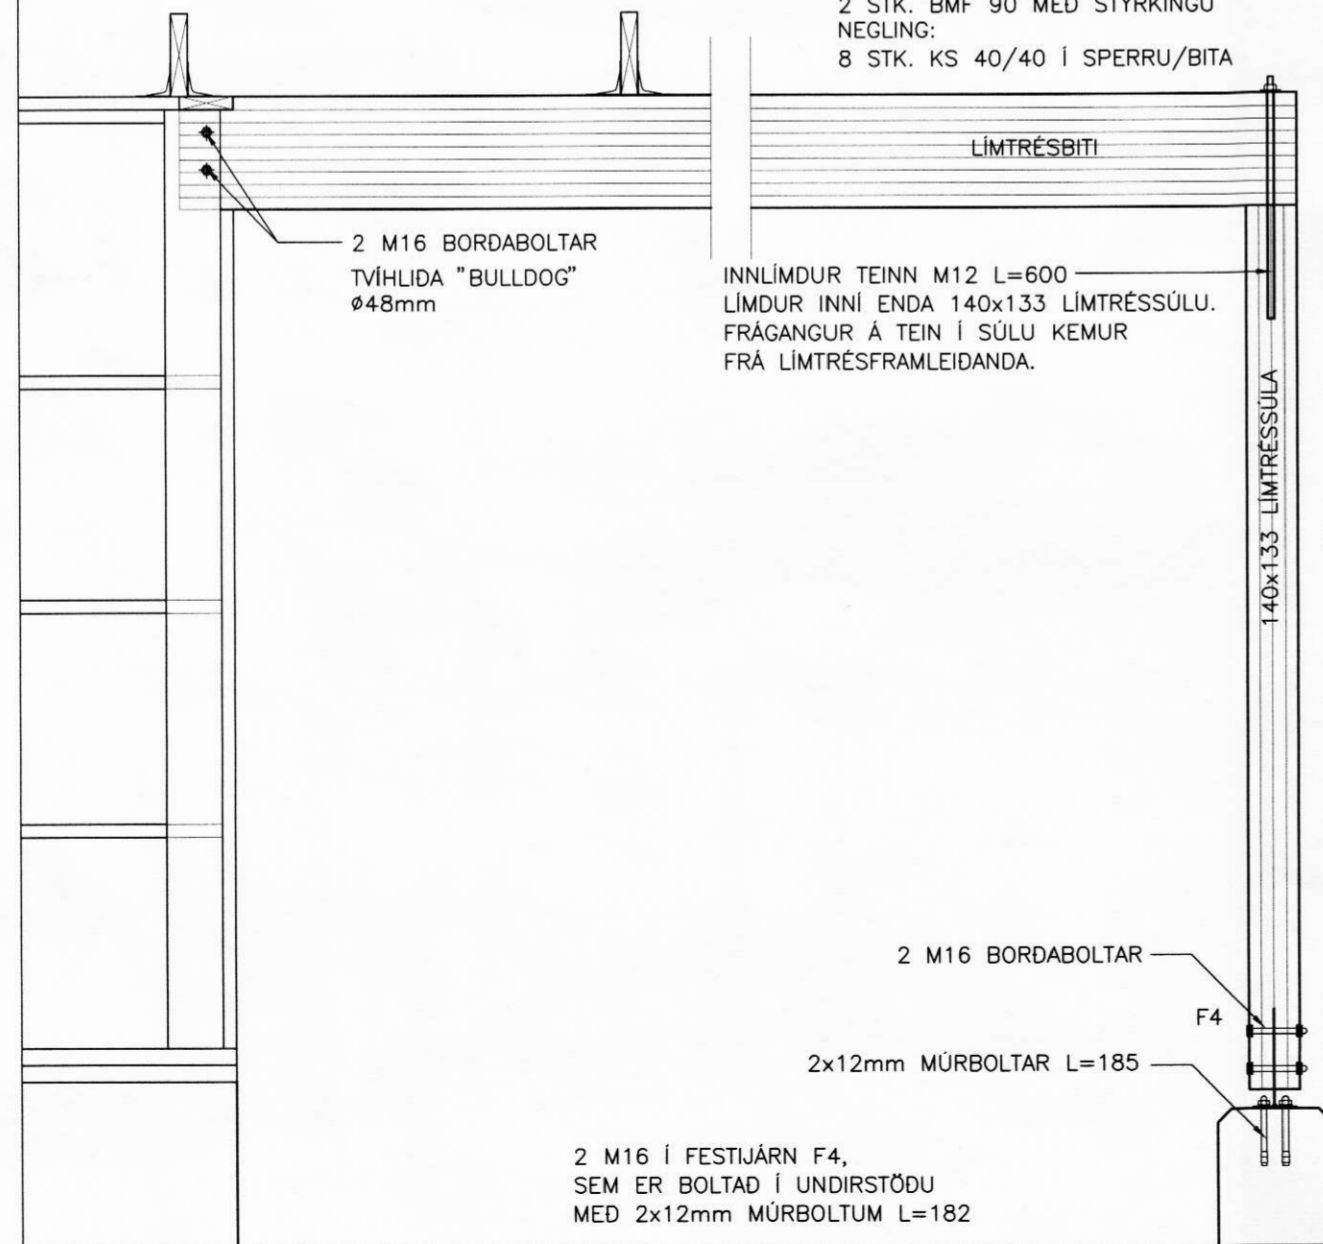 2 STK. BMF 90 MEÐ STYRKINGU
NEGLING:
8 STK. KS 40/40 Í SPERRU/BITA
LÍMTRÉSBITI
2 M16 BORÐABOLTAR
TVÍHLIÐA "BULLDOG"
ø48mm
INNLÍMDUR TEINN M12 L=600
LÍMDUR INNÍ ENDA 140x133 LÍMTRÉSSÚLU.
FRÁGANGUR Á TEIN Í SÚLU KEMUR
FRÁ LÍMTRÉSFRAMLEIÐANDA.
140x133 LÍMTRÉSSÚLA
2 M16 BORÐABOLTAR
F4
2x12mm MÚRBOLTAR L=185
2 M16 Í FESTIJÁRN F4,
SEM ER BOLTAÐ Í UNDIRSTÖÐU
MEÐ 2x12mm MÚRBOLTUM L=182